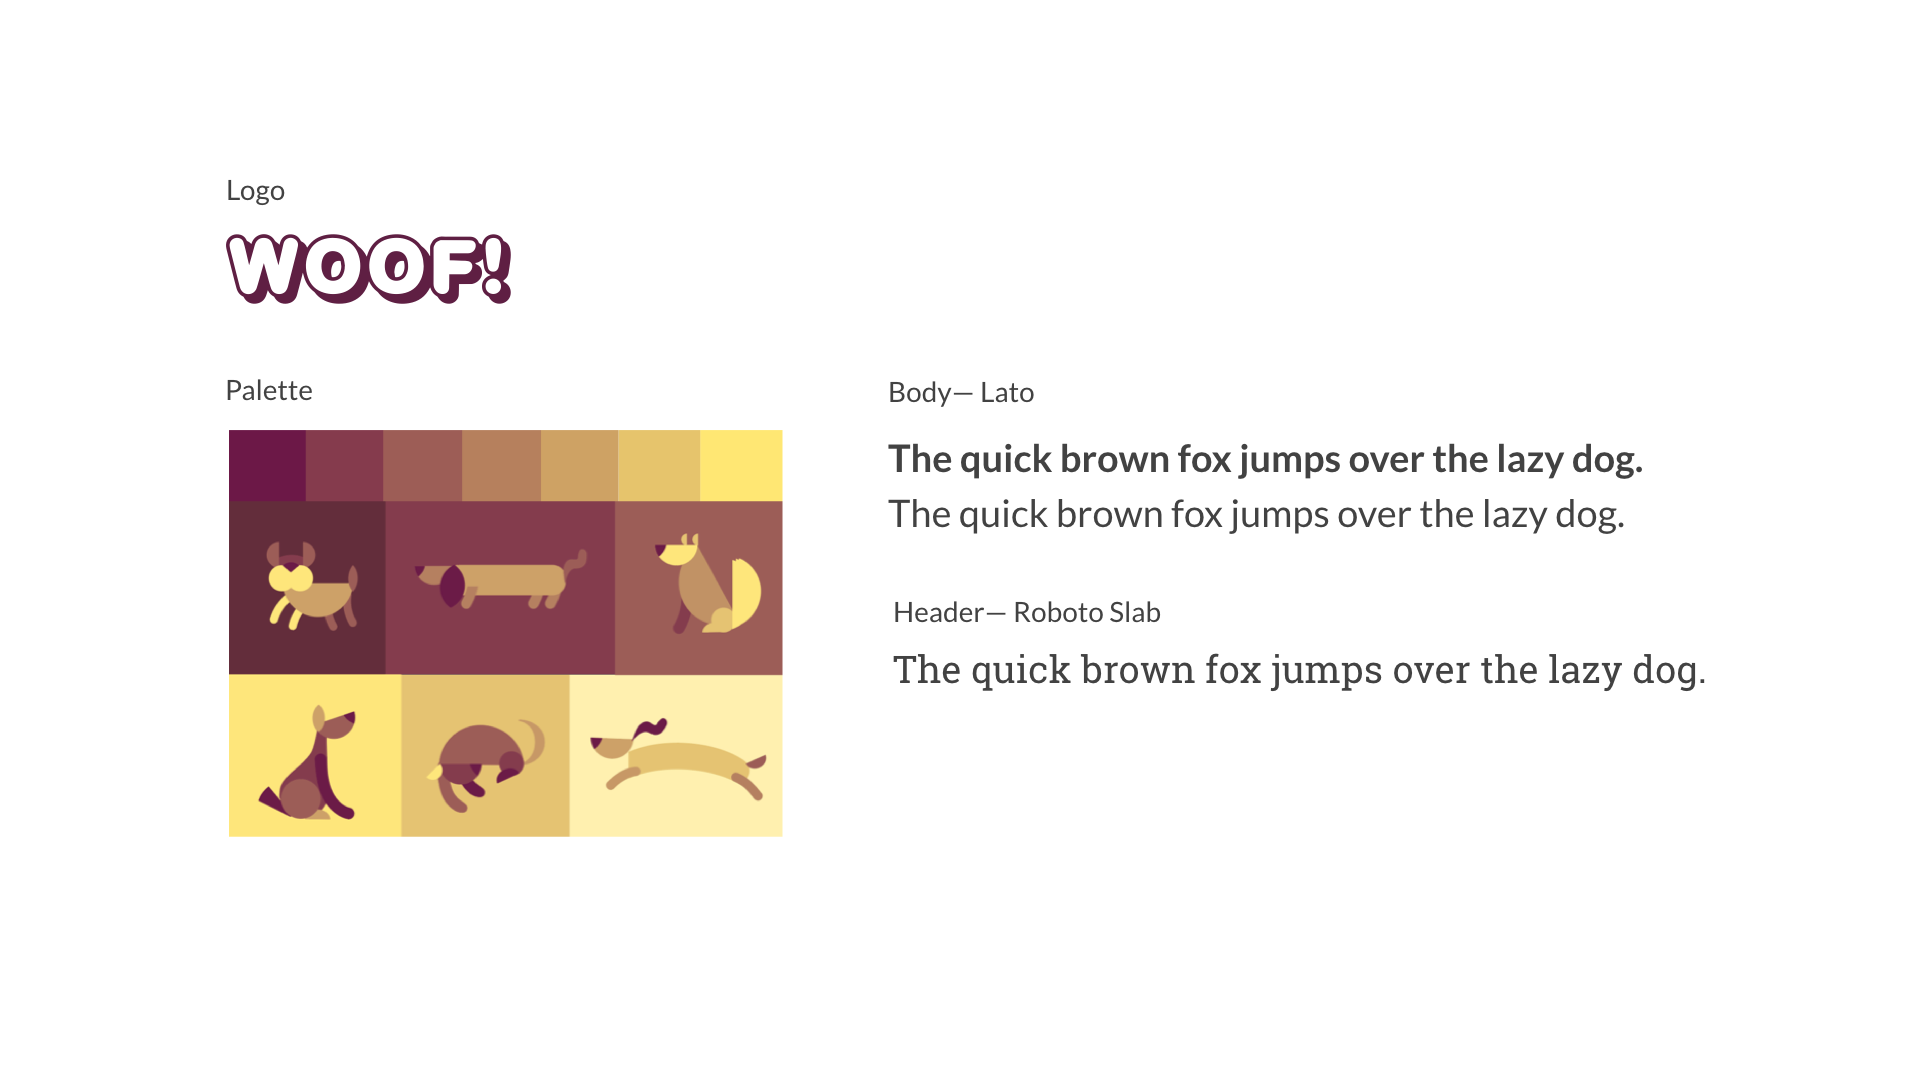 Logo
WOOF!
Palette
Body— Lato
The quick brown fox jumps over the lazy dog.
The quick brown fox jumps over the lazy dog.
Header— Roboto Slab
The quick brown fox jumps over the lazy dog.